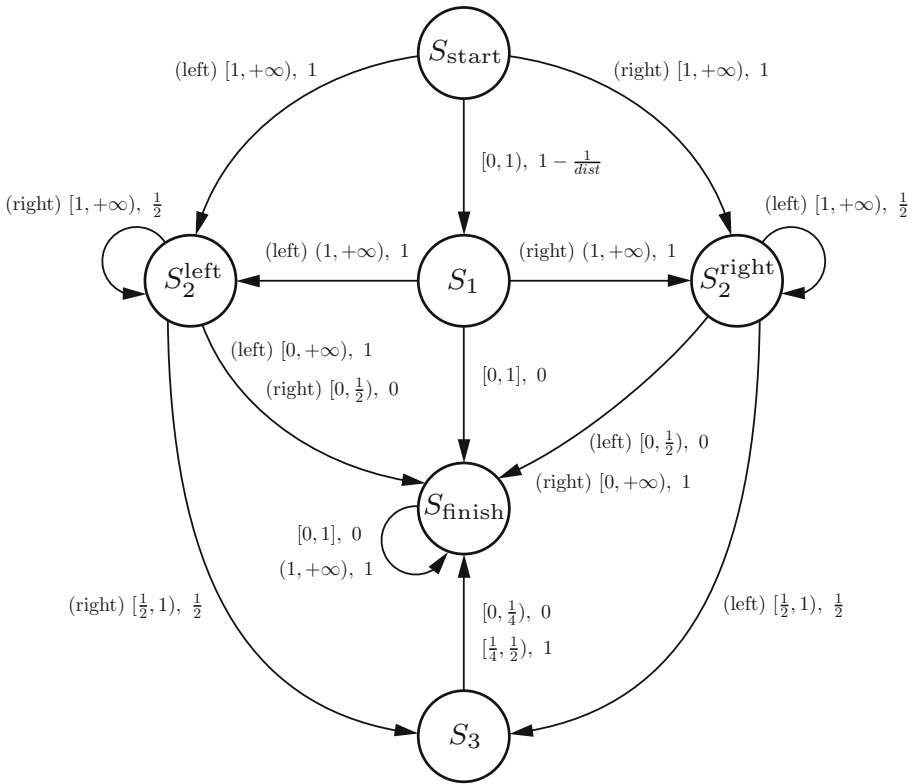 S_start
(left) [1, +∞), 1
(right) [1, +∞), 1
[0, 1), 1 − 1/dist
(right) [1, +∞), 1/2
(left) [1, +∞), 1/2
(left) (1, +∞), 1
(right) (1, +∞), 1
S_2^left
S_1
S_2^right
(left) [0, +∞), 1
(right) [0, 1/2), 0
[0, 1], 0
(left) [0, 1/2), 0
(right) [0, +∞), 1
S_finish
[0, 1], 0
(1, +∞), 1
(right) [1/2, 1), 1/2
(left) [1/2, 1), 1/2
[0, 1/4), 0
[1/4, 1/2), 1
S_3